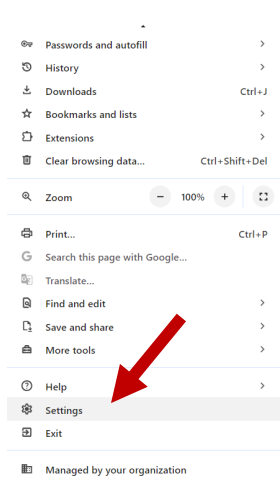 Passwords and autofill
History
Downloads Ctrl+J
Bookmarks and lists
Extensions
Clear browsing data... Ctrl+Shift+Del
Zoom − 100% +
Print... Ctrl+P
Search this page with Google...
Translate...
Find and edit
Save and share
More tools
Help
Settings
Exit
Managed by your organization